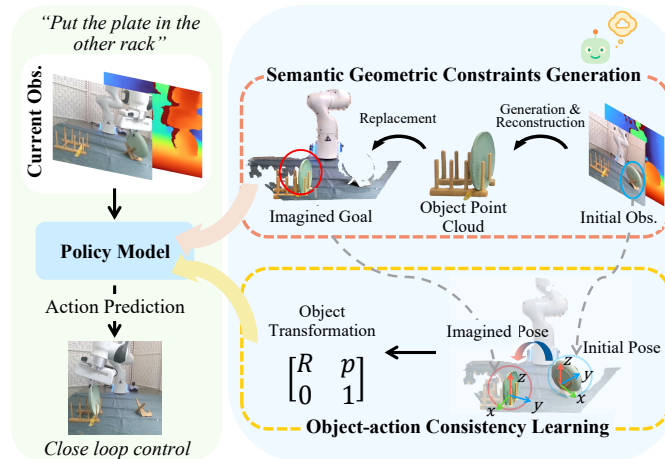 “Put the plate in the
other rack”
Current Obs.
Policy Model
Action Prediction
Close loop control
Semantic Geometric Constraints Generation
Replacement
Generation &
Reconstruction
Imagined Goal
Object Point
Cloud
Initial Obs.
Object
Transformation
R p
0 1
Imagined Pose
Initial Pose
z
y
x
z
y
x
Object-action Consistency Learning